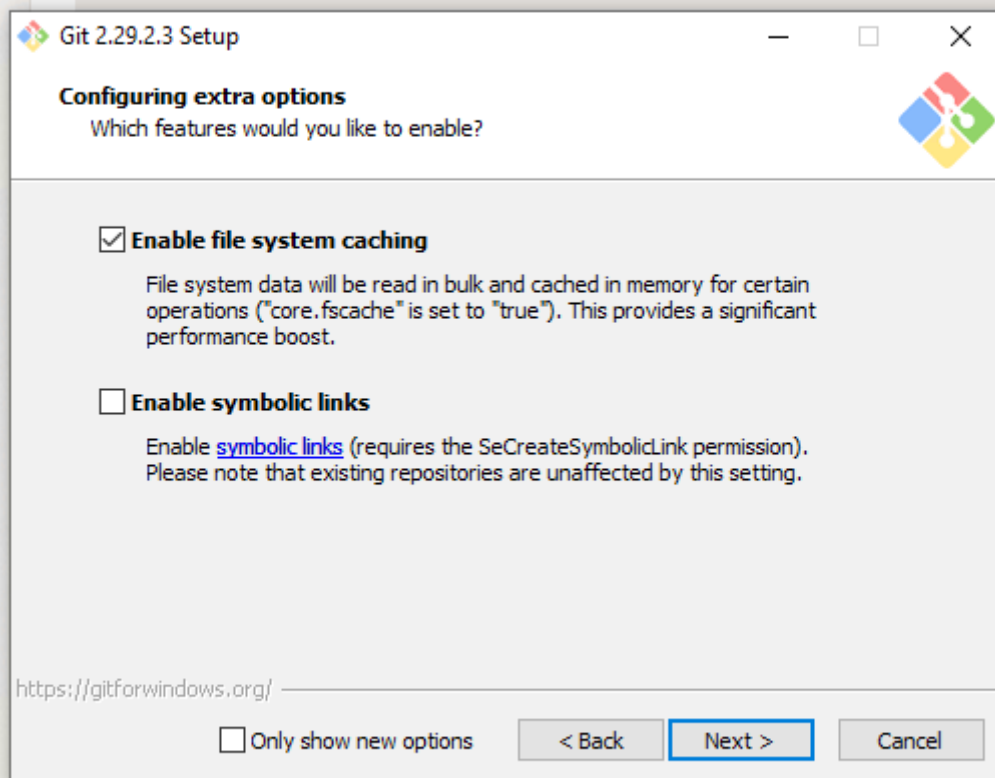 Git 2.29.2.3 Setup
Configuring extra options
Which features would you like to enable?
Enable file system caching
File system data will be read in bulk and cached in memory for certain
operations ("core.fscache" is set to "true"). This provides a significant
performance boost.
Enable symbolic links
Enable symbolic links (requires the SeCreateSymbolicLink permission).
Please note that existing repositories are unaffected by this setting.
https://gitforwindows.org/
Only show new options < Back Next > Cancel